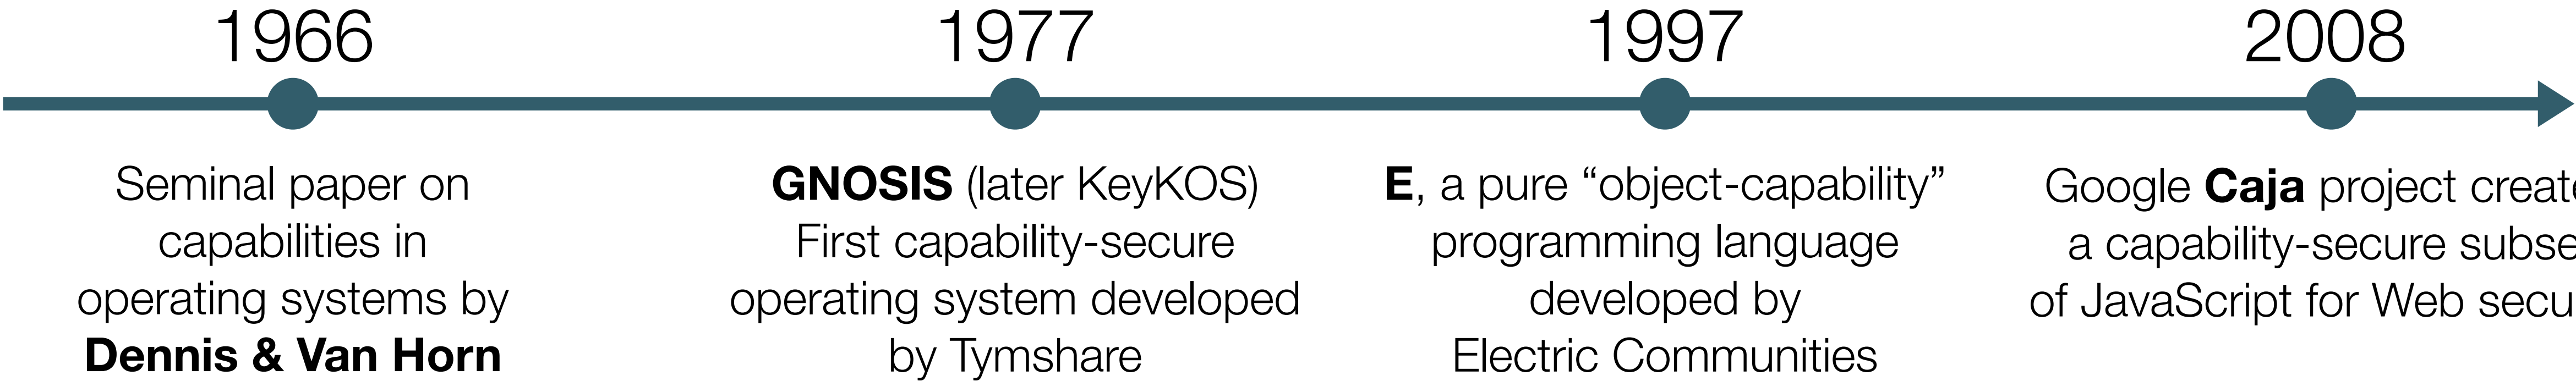 1966
Seminal paper on
capabilities in
operating systems by
Dennis & Van Horn
1977
GNOSIS (later KeyKOS)
First capability-secure
operating system developed
by Tymshare
1997
E, a pure “object-capability”
programming language
developed by
Electric Communities
2008
Google Caja project
a capability-secure
of JavaScript for Web